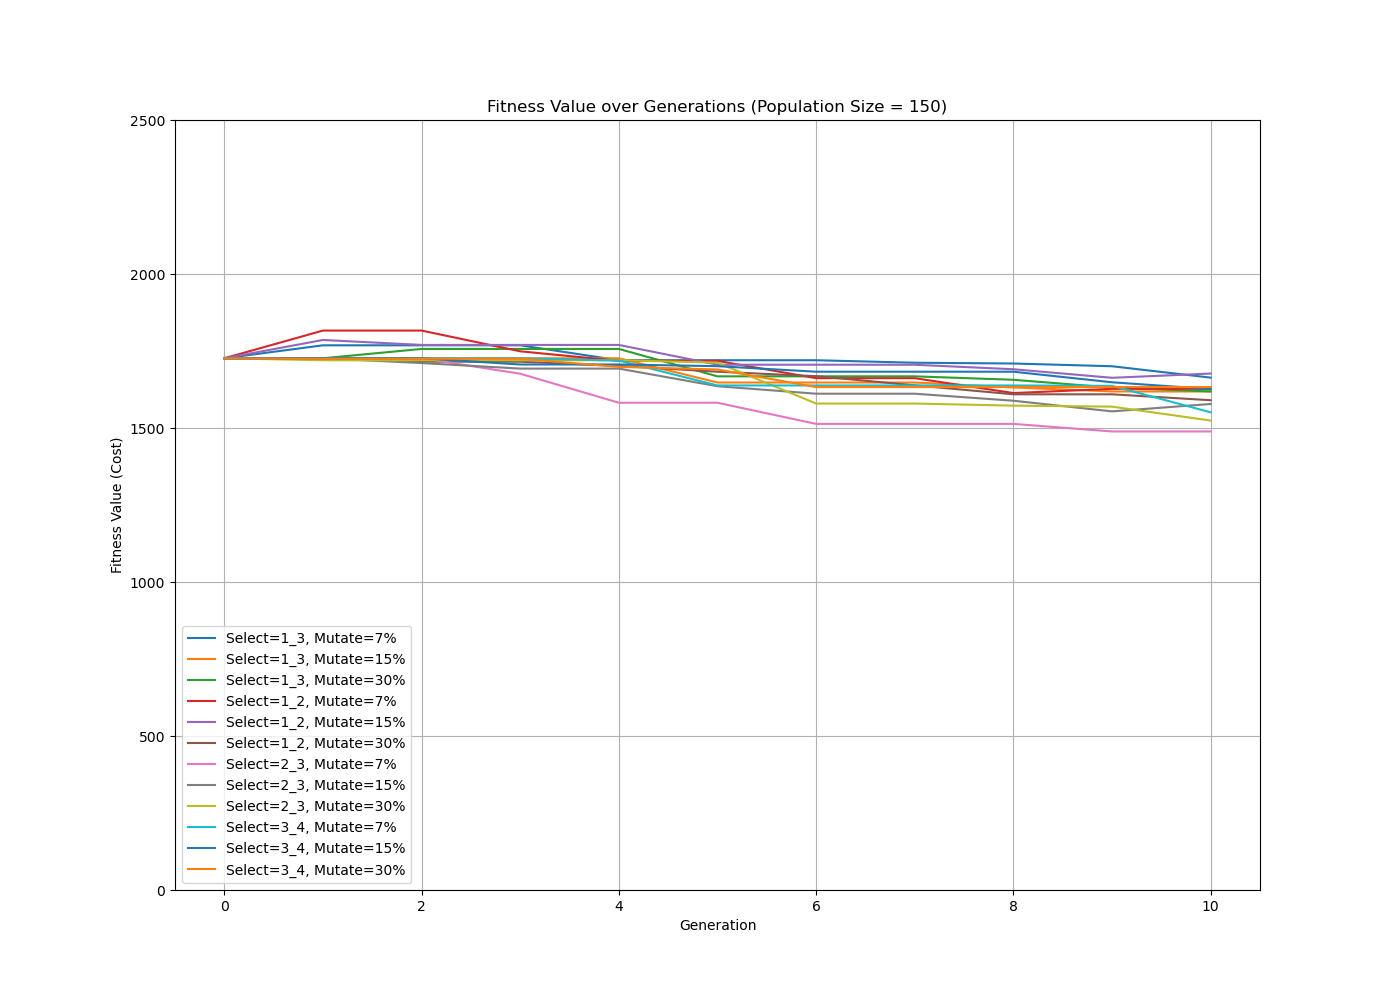 Fitness Value over Generations (Population Size = 150)
2500
2000
1500
1000
500
0
Fitness Value (Cost)
Select=1_3, Mutate=7%
Select=1_3, Mutate=15%
Select=1_3, Mutate=30%
Select=1_2, Mutate=7%
Select=1_2, Mutate=15%
Select=1_2, Mutate=30%
Select=2_3, Mutate=7%
Select=2_3, Mutate=15%
Select=2_3, Mutate=30%
Select=3_4, Mutate=7%
Select=3_4, Mutate=15%
Select=3_4, Mutate=30%
0 2 4 6 8 10
Generation